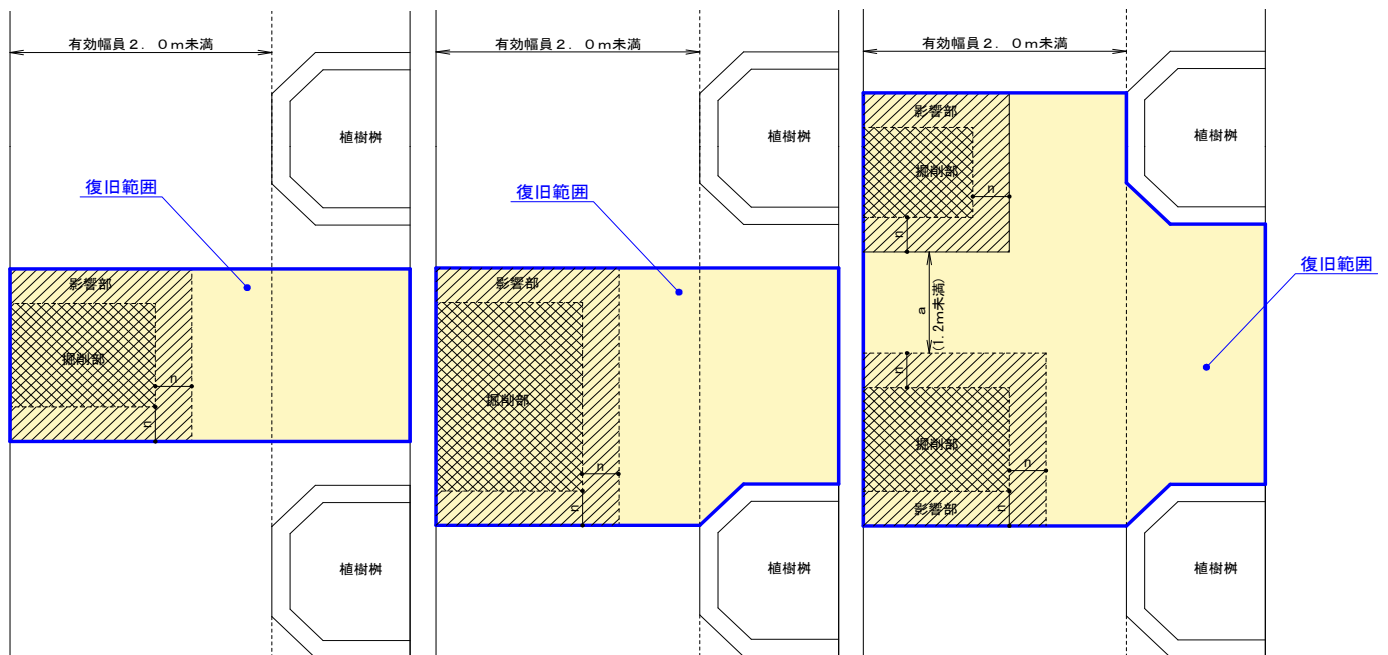 有効幅員２．０ｍ未満
植樹桝
復旧範囲
影響部
掘削部
n
n
植樹桝
有効幅員２．０ｍ未満
植樹桝
復旧範囲
影響部
掘削部
n
n
植樹桝
有効幅員２．０ｍ未満
影響部
植樹桝
掘削部
n
n
a
(1.2m未満)
復旧範囲
n
掘削部
n
n
影響部
植樹桝